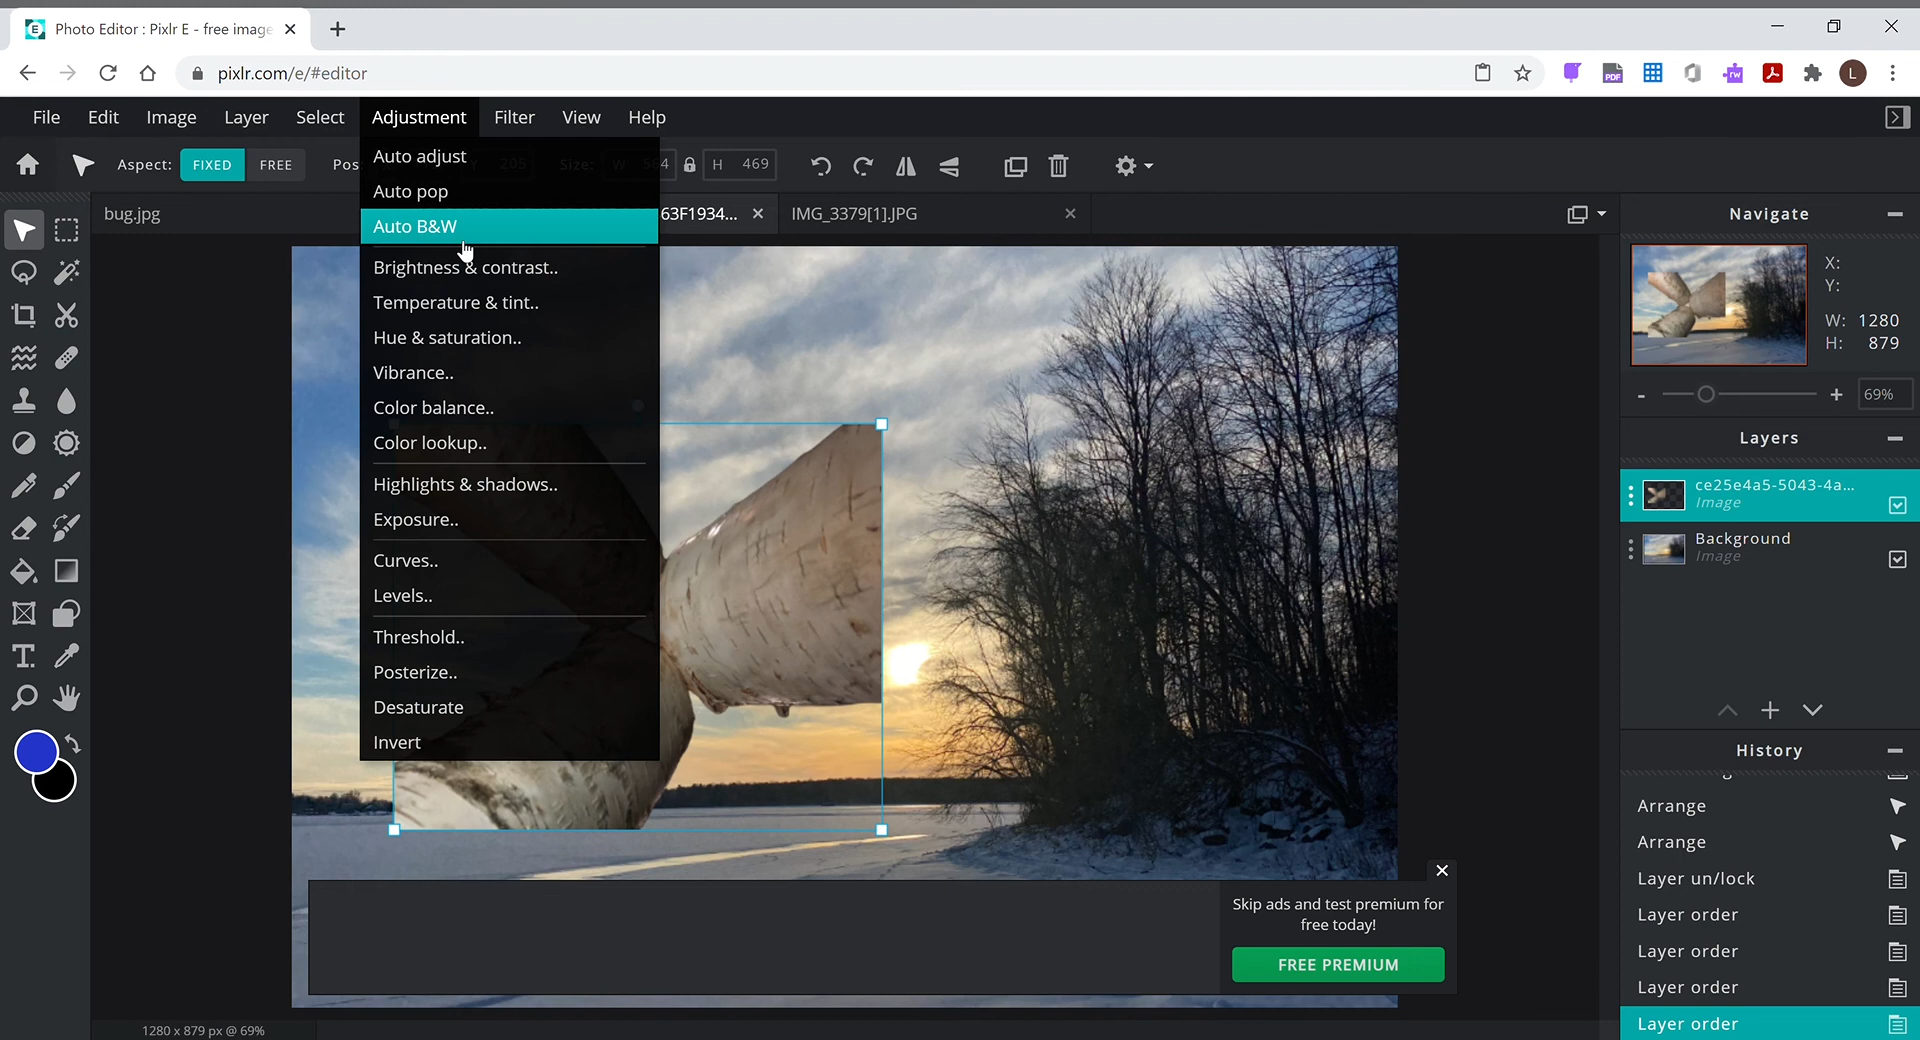 Photo Editor : Pixlr E - free image
pixlr.com/e/#editor
PDF
rw
L
File Edit Image Layer Select Adjustment Filter View Help
Aspect: FIXED FREE Pos 205 Size: W H 469
bug.jpg
63F1934...
IMG_3379[1].JPG
Auto adjust
Auto pop
Auto B&W
Brightness & contrast..
Temperature & tint..
Hue & saturation..
Vibrance..
Color balance..
Color lookup..
Highlights & shadows..
Exposure..
Curves..
Levels..
Threshold..
Posterize..
Desaturate
Invert
Navigate
X:
Y:
W: 1280
H: 879
69%
Layers
ce25e4a5-5043-4a...
Image
Background
Image
History
Arrange
Arrange
Layer un/lock
Layer order
Layer order
Layer order
Layer order
Skip ads and test premium for
free today!
FREE PREMIUM
1280 x 879 px @ 69%